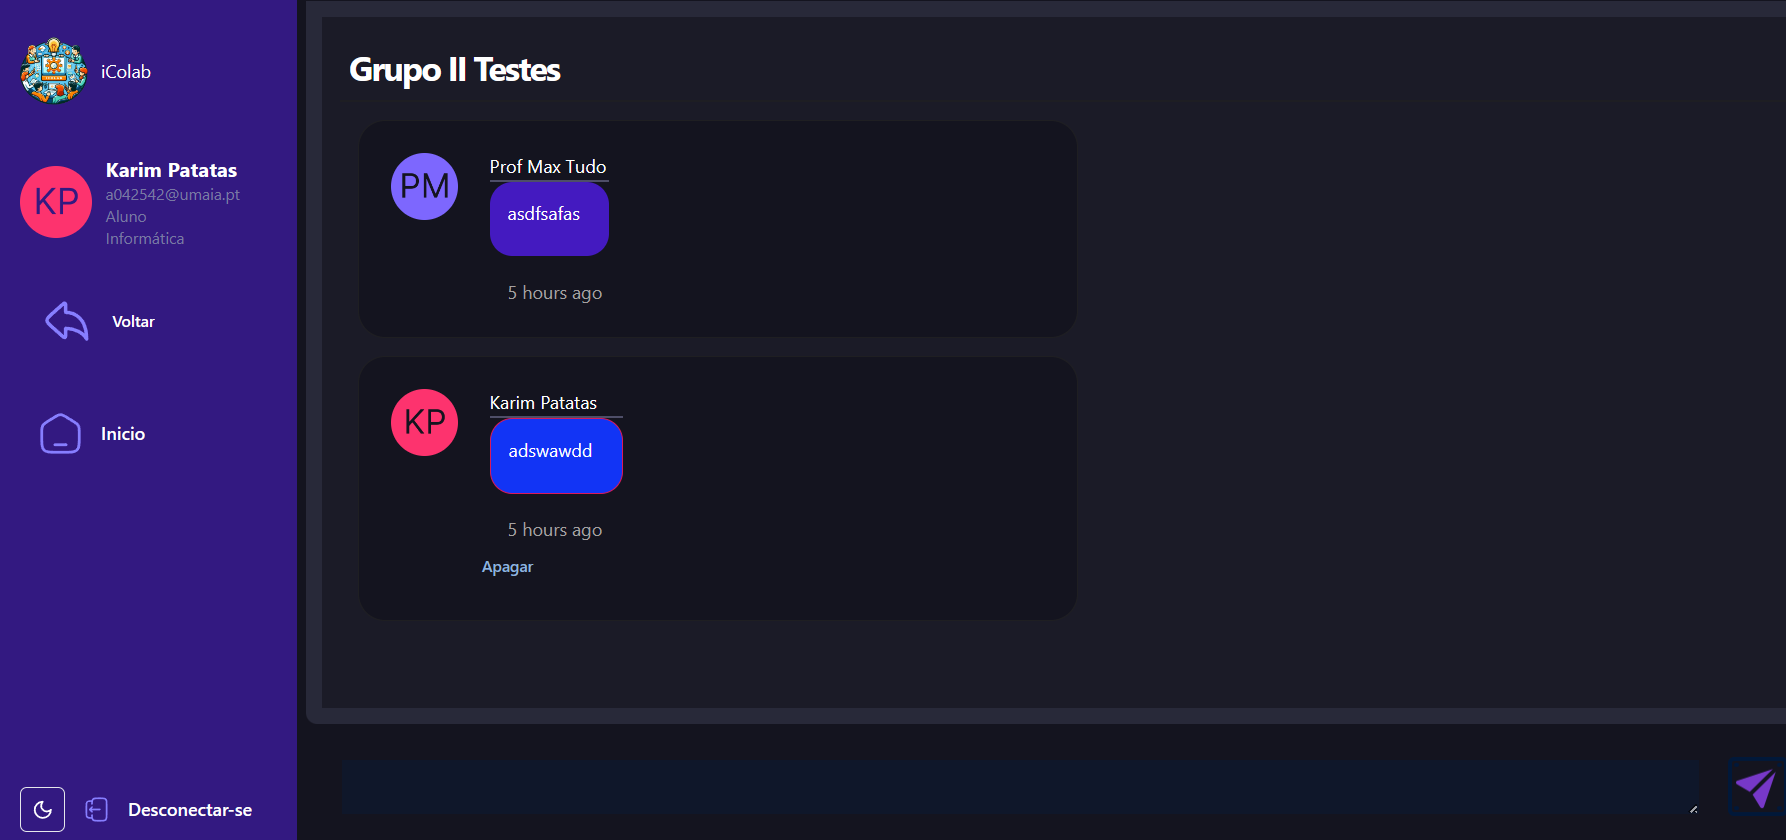 iColab
KP
Karim Patatas
a042542@umaia.pt
Aluno
Informática
Voltar
Inicio
Desconectar-se
Grupo II Testes
PM
Prof Max Tudo
asdfsafas
5 hours ago
KP
Karim Patatas
adswawdd
5 hours ago
Apagar